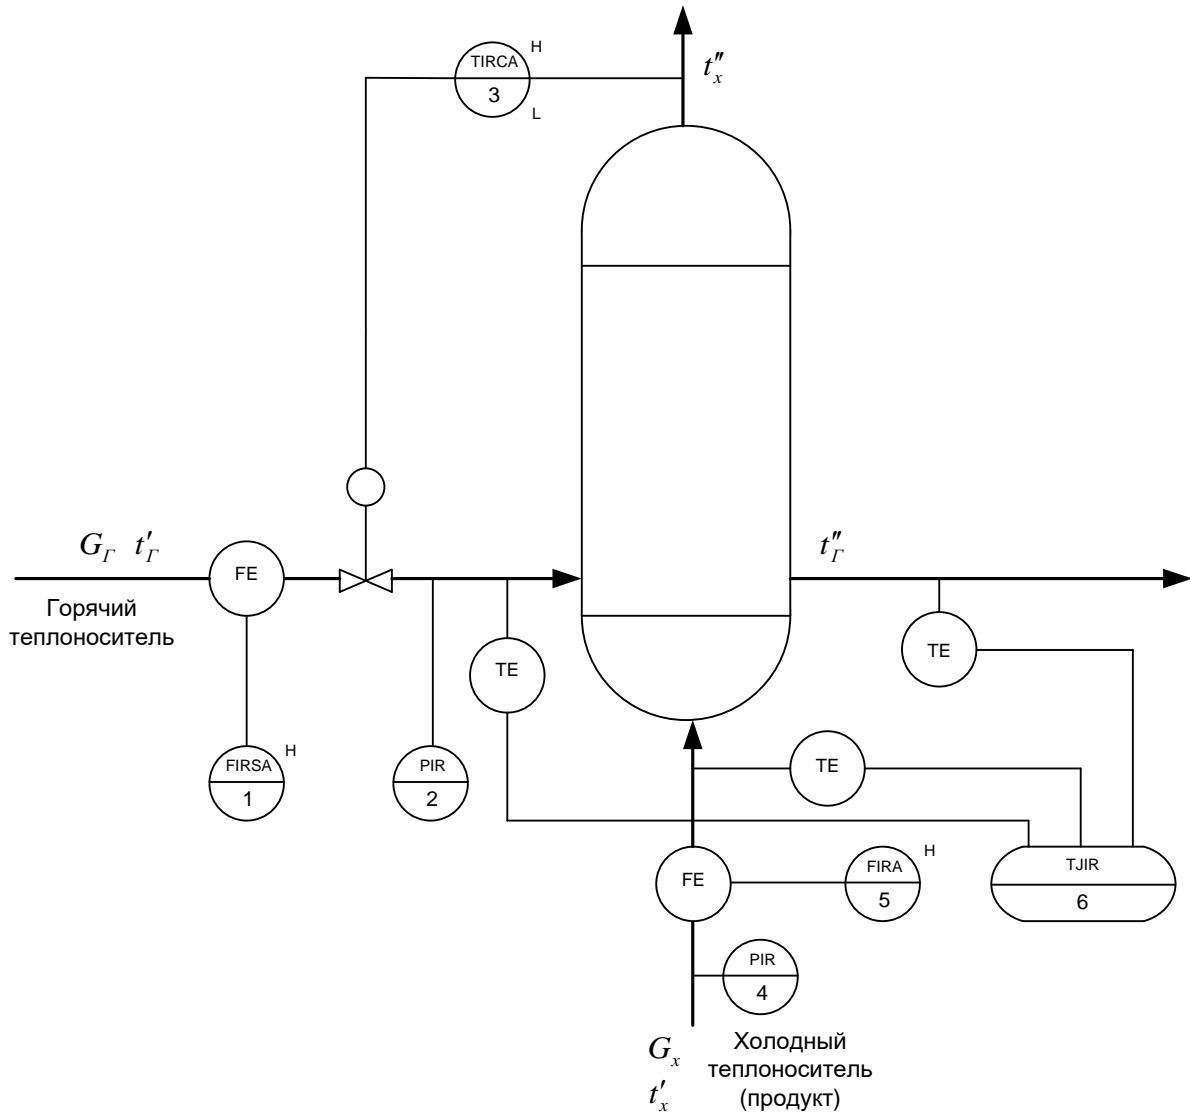 TIRCA
H
3
L
t″x
GГ t′Г
FE
Горячий
теплоноситель
t″Г
TE
TE
FIRSA
H
1
PIR
2
TE
FE
FIRA
H
5
TJIR
6
PIR
4
Gx
t′x
Холодный
теплоноситель
(продукт)